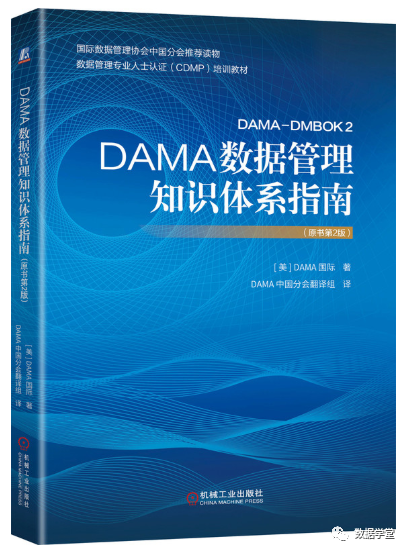 国际数据管理协会中国分会推荐读物
数据管理专业人士认证（CDMP）培训教材
DAMA-DMBOK 2
DAMA数据管理
知识体系指南
（原书第2版）
［美］DAMA 国际 著
DAMA 中国分会翻译组 译
机械工业出版社
CHINA MACHINE PRESS
DAMA数据管理知识体系指南（原书第2版）
［美］DAMA国际 著
DAMA 中国分会翻译组 译
机械工业出版社
数据学堂